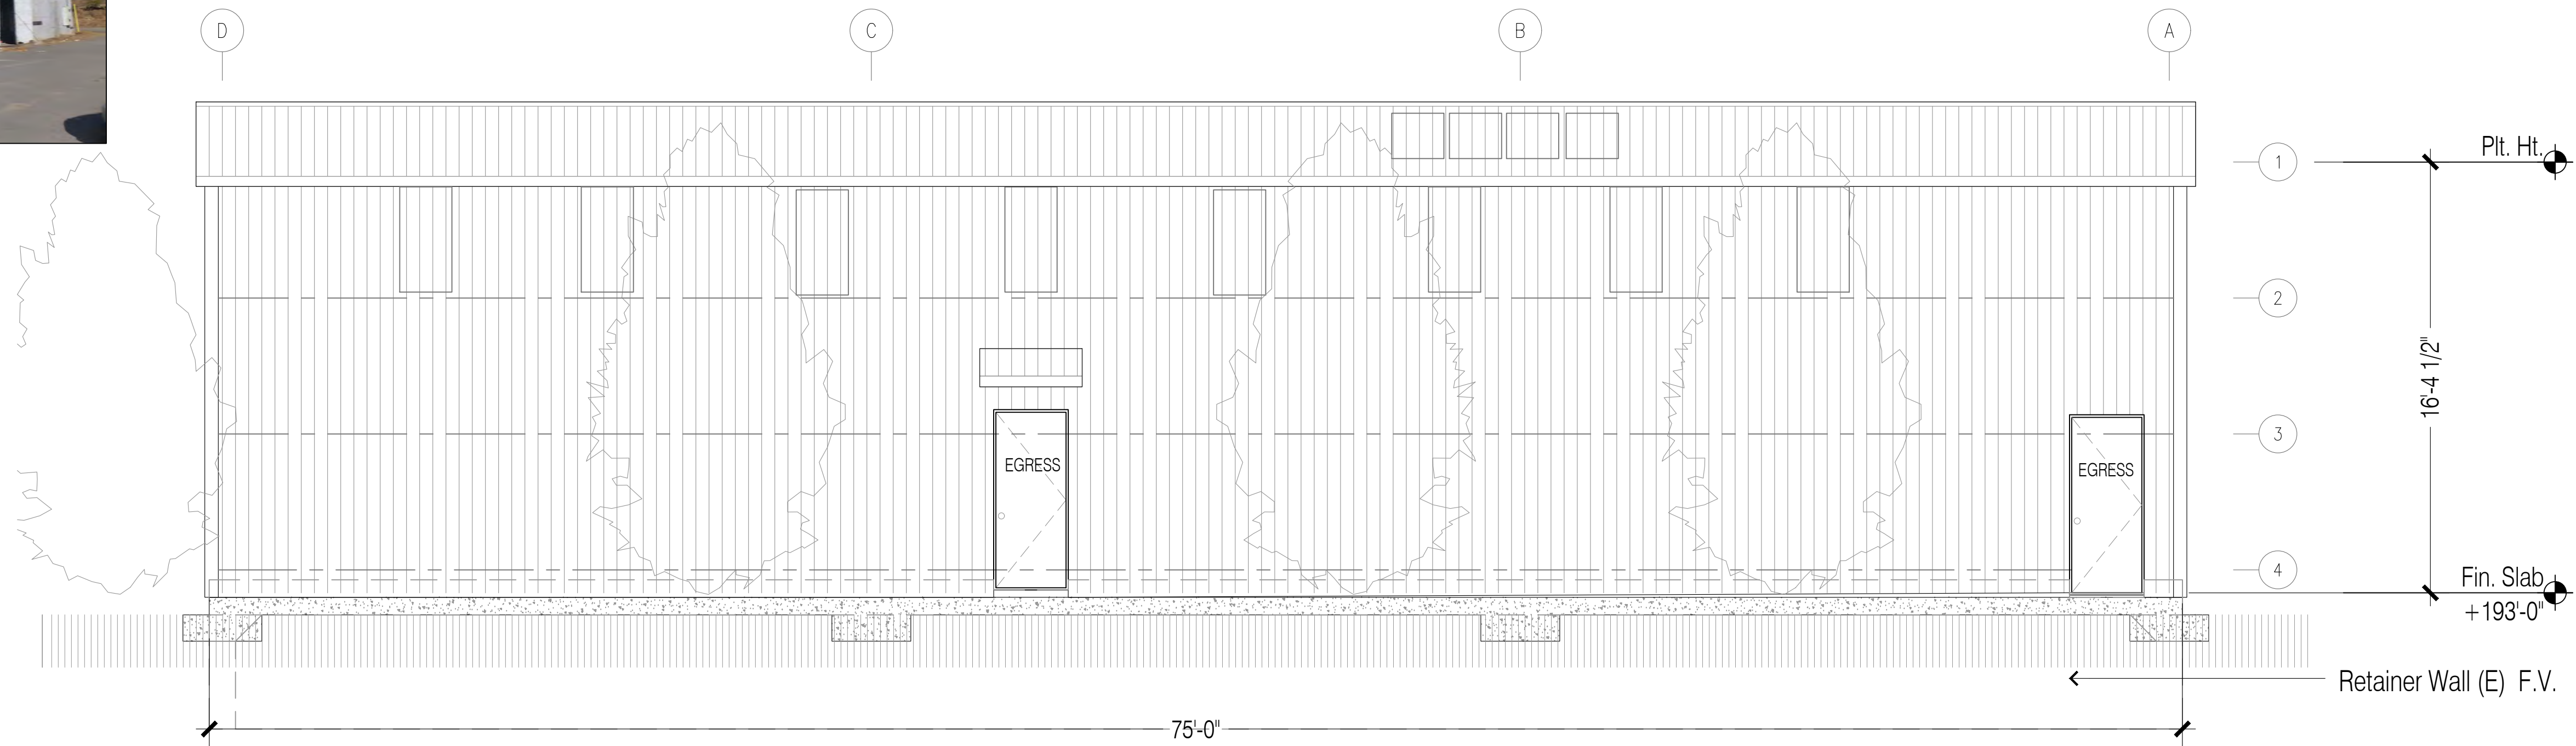 D
C
B
A
Plt. Ht.
1
2
16'-4 1/2"
3
EGRESS
EGRESS
4
Fin. Slab
+193'-0"
Retainer Wall (E) F.V.
75'-0"